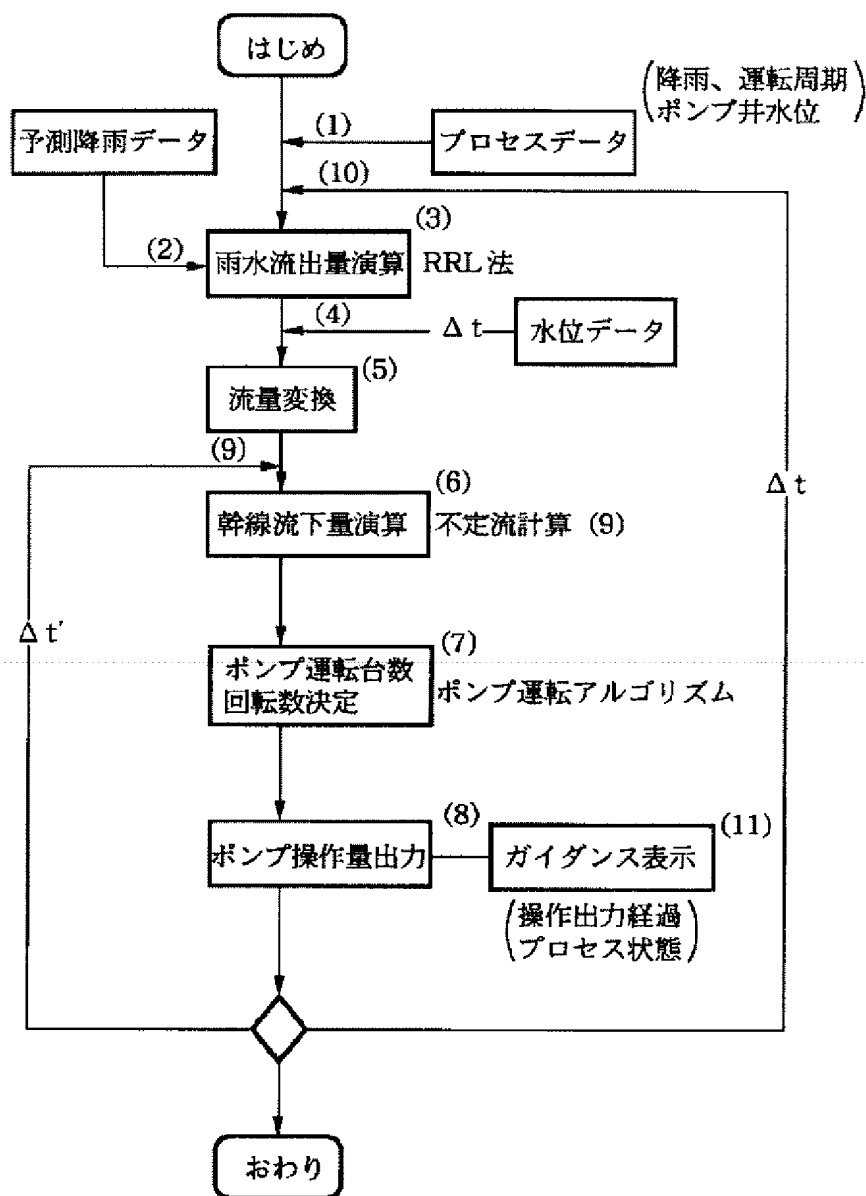 はじめ
(降雨、運転周期
ポンプ井水位)
予測降雨データ
(1)
プロセスデータ
(10)
(2)
(3)
雨水流出量演算
RRL法
(4)
Δt
水位データ
(5)
流量変換
(9)
(6)
Δt
幹線流下量演算
不定流計算 (9)
Δt'
(7)
ポンプ運転台数
回転数決定
ポンプ運転アルゴリズム
(8)
(11)
ポンプ操作量出力
ガイダンス表示
(操作出力経過
プロセス状態)
おわり